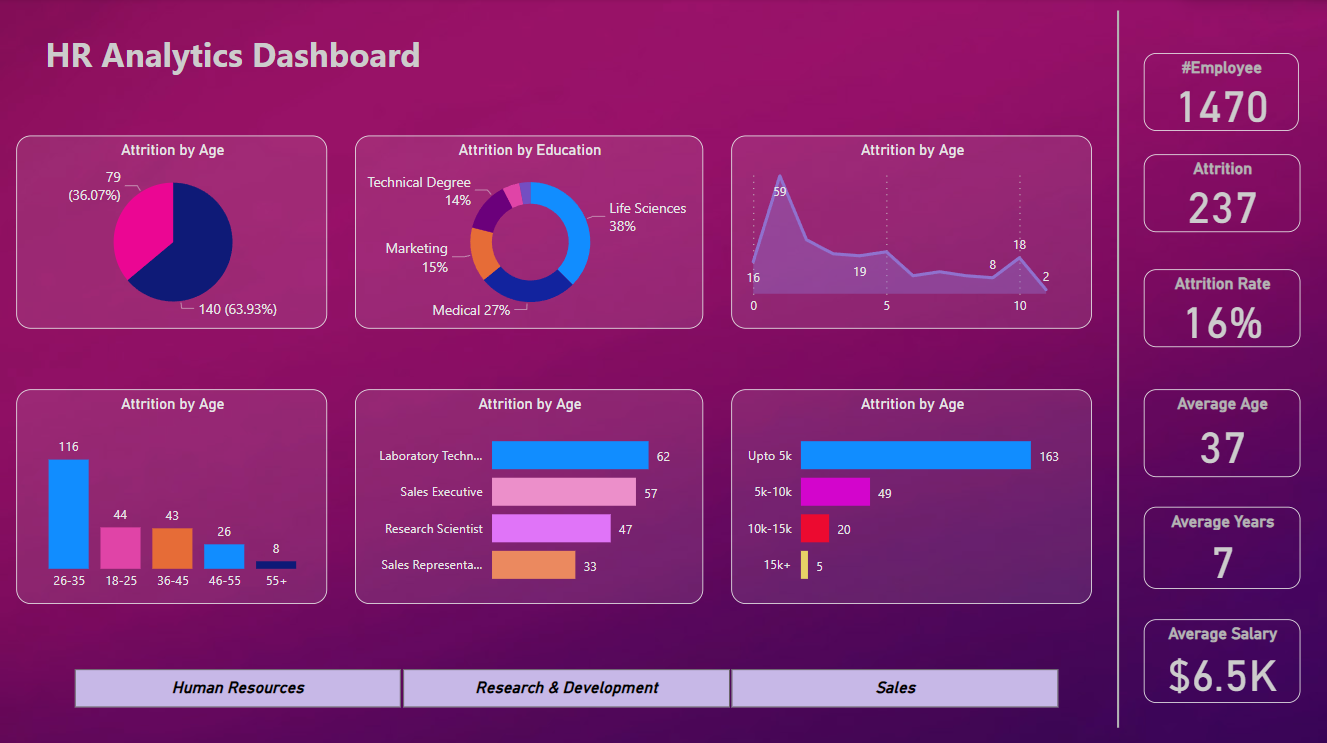 HR Analytics Dashboard
#Employee
1470
Attrition
237
Attrition Rate
16%
Average Age
37
Average Years
7
Average Salary
$6.5K
Attrition by Age
79
(36.07%)
140 (63.93%)
Attrition by Education
Technical Degree
14%
Life Sciences
38%
Marketing
15%
Medical 27%
Attrition by Age
59
16
19
8
18
2
0
5
10
Attrition by Age
116
44
43
26
8
26-35
18-25
36-45
46-55
55+
Attrition by Age
Laboratory Techn...
62
Sales Executive
57
Research Scientist
47
Sales Representa...
33
Attrition by Age
Upto 5k
163
5k-10k
49
10k-15k
20
15k+
5
Human Resources
Research & Development
Sales